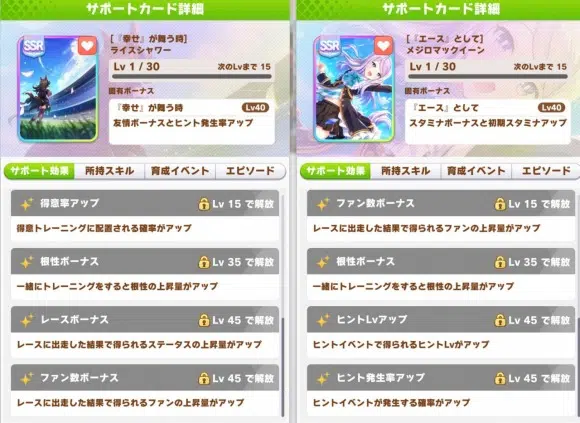 サポートカード詳細
SSR
[『幸せ』が舞う時]
ライスシャワー
Lv 1 / 30
次のLvまで 15
固有ボーナス
『幸せ』が舞う時
Lv40
友情ボーナスとヒント発生率アップ
サポート効果
所持スキル
育成イベント
エピソード
得意率アップ
Lv 15 で解放
得意トレーニングに配置される確率がアップ
根性ボーナス
Lv 35 で解放
一緒にトレーニングをすると根性の上昇量がアップ
レースボーナス
Lv 45 で解放
レースに出走した結果で得られるステータスの上昇量がアップ
ファン数ボーナス
Lv 45 で解放
レースに出走した結果で得られるファンの上昇量がアップ
サポートカード詳細
SSR
[『エース』として]
メジロマックイーン
Lv 1 / 30
次のLvまで 15
固有ボーナス
『エース』として
Lv40
スタミナボーナスと初期スタミナアップ
サポート効果
所持スキル
育成イベント
エピソード
ファン数ボーナス
Lv 15 で解放
レースに出走した結果で得られるファンの上昇量がアップ
根性ボーナス
Lv 35 で解放
一緒にトレーニングをすると根性の上昇量がアップ
ヒントLvアップ
Lv 45 で解放
ヒントイベントで得られるヒントLvがアップ
ヒント発生率アップ
Lv 45 で解放
ヒントイベントが発生する確率がアップ